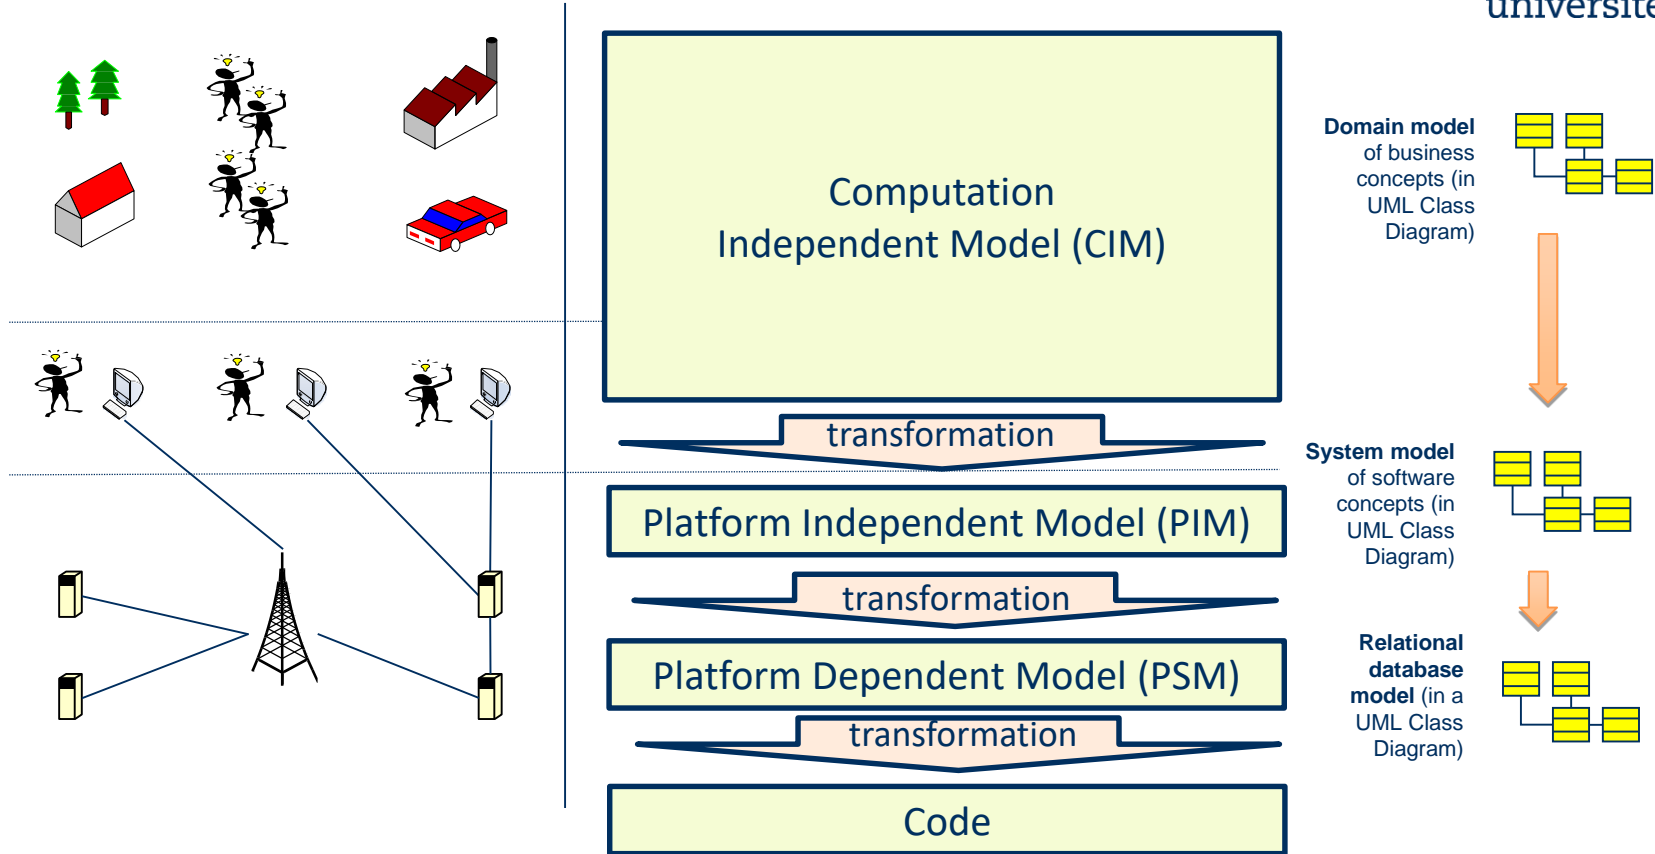 universite
Computation
Independent Model (CIM)
transformation
Platform Independent Model (PIM)
transformation
Platform Dependent Model (PSM)
transformation
Code
Domain model
of business
concepts (in
UML Class
Diagram)
System model
of software
concepts (in
UML Class
Diagram)
Relational
database
model (in a
UML Class
Diagram)